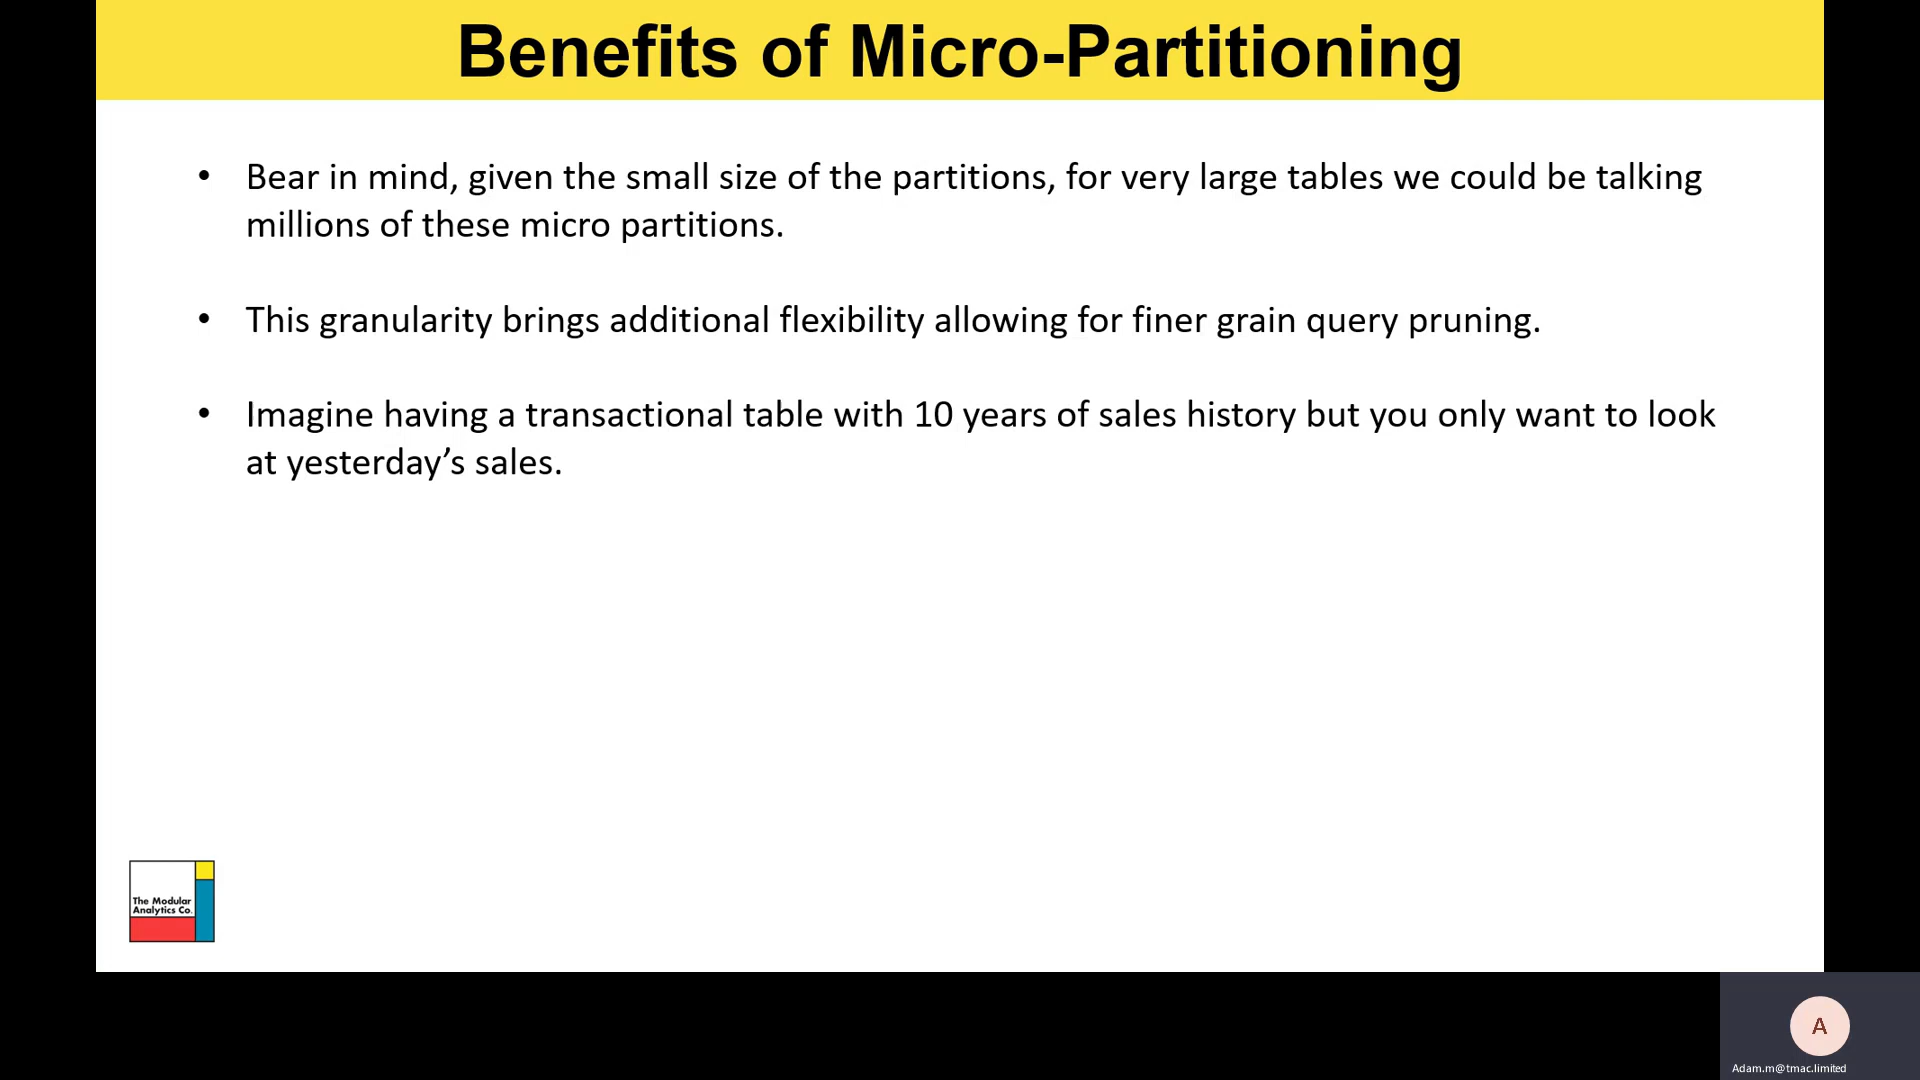 Benefits of Micro-Partitioning
• Bear in mind, given the small size of the partitions, for very large tables we could be talking
millions of these micro partitions.
• This granularity brings additional flexibility allowing for finer grain query pruning.
• Imagine having a transactional table with 10 years of sales history but you only want to look
at yesterday’s sales.
The Modular
Analytics Co.
A
Adam.m@tmac.limited